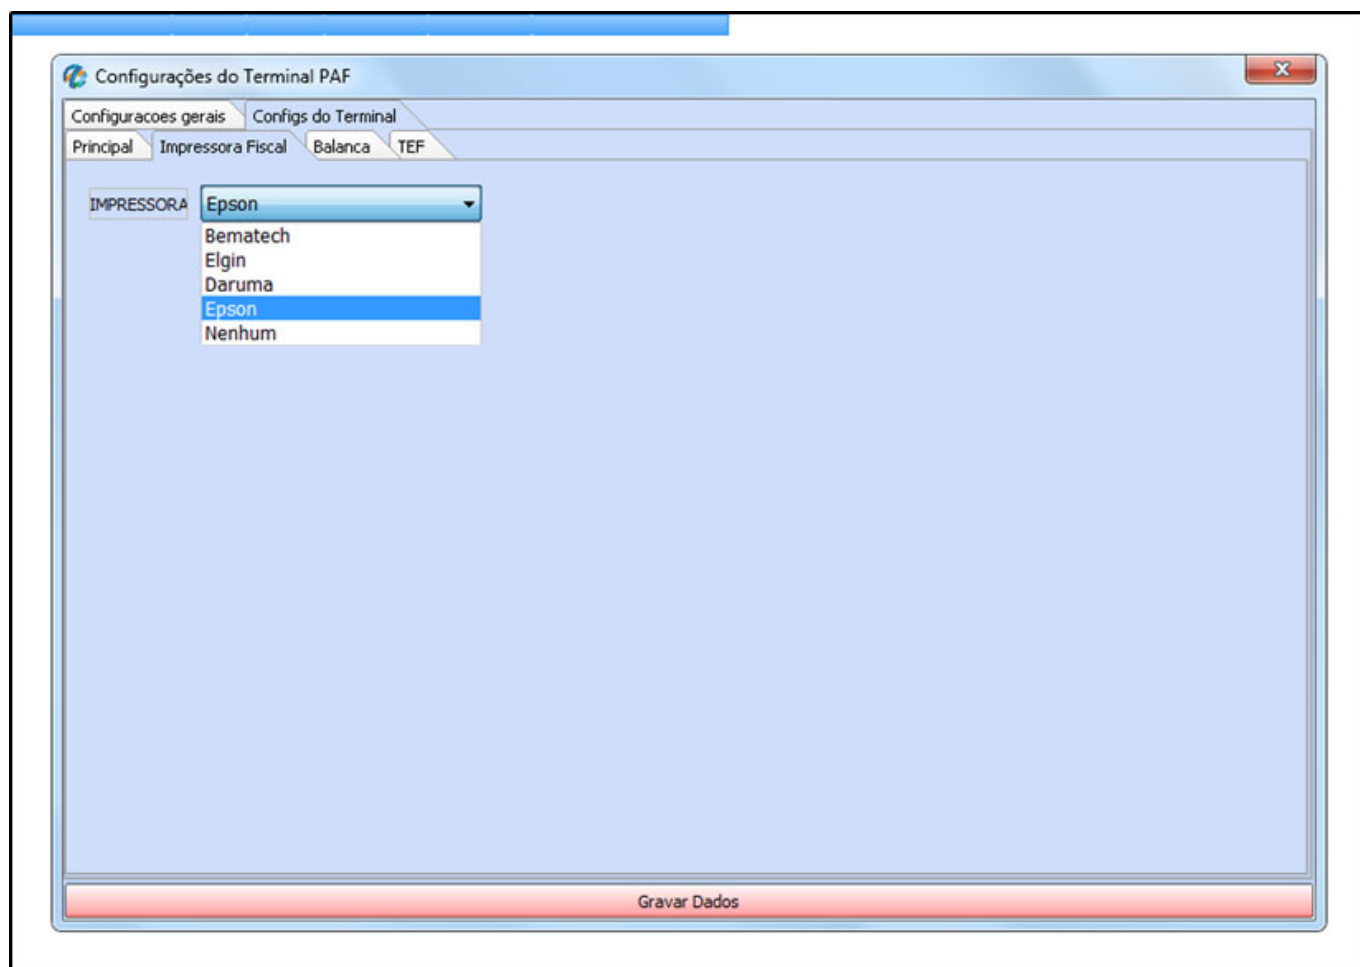 Configurações do Terminal PAF
Configuracoes gerais Configs do Terminal
Principal Impressora Fiscal Balanca TEF
IMPRESSORA Epson
Bematech
Elgin
Daruma
Epson
Nenhum
Gravar Dados